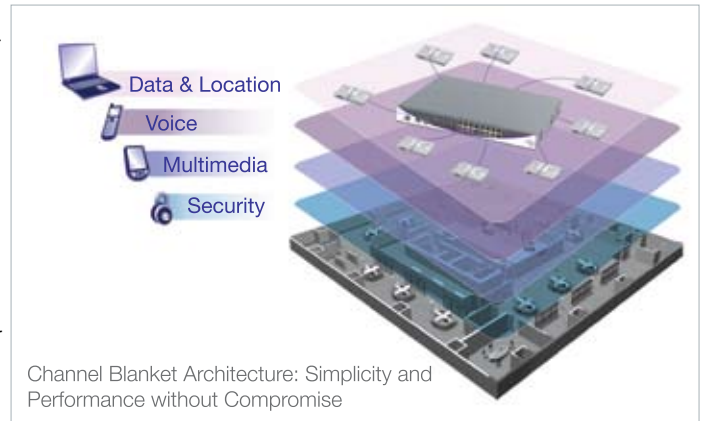 Data & Location
Voice
Multimedia
Security
Channel Blanket Architecture: Simplicity and
Performance without Compromise